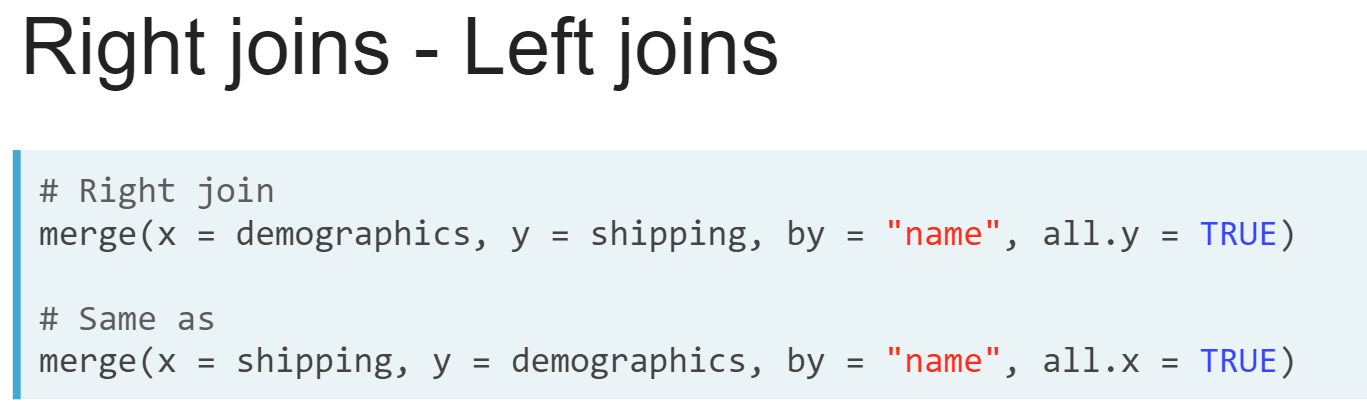 Right joins - Left joins
# Right join
merge(x = demographics, y = shipping, by = "name", all.y = TRUE)
# Same as
merge(x = shipping, y = demographics, by = "name", all.x = TRUE)